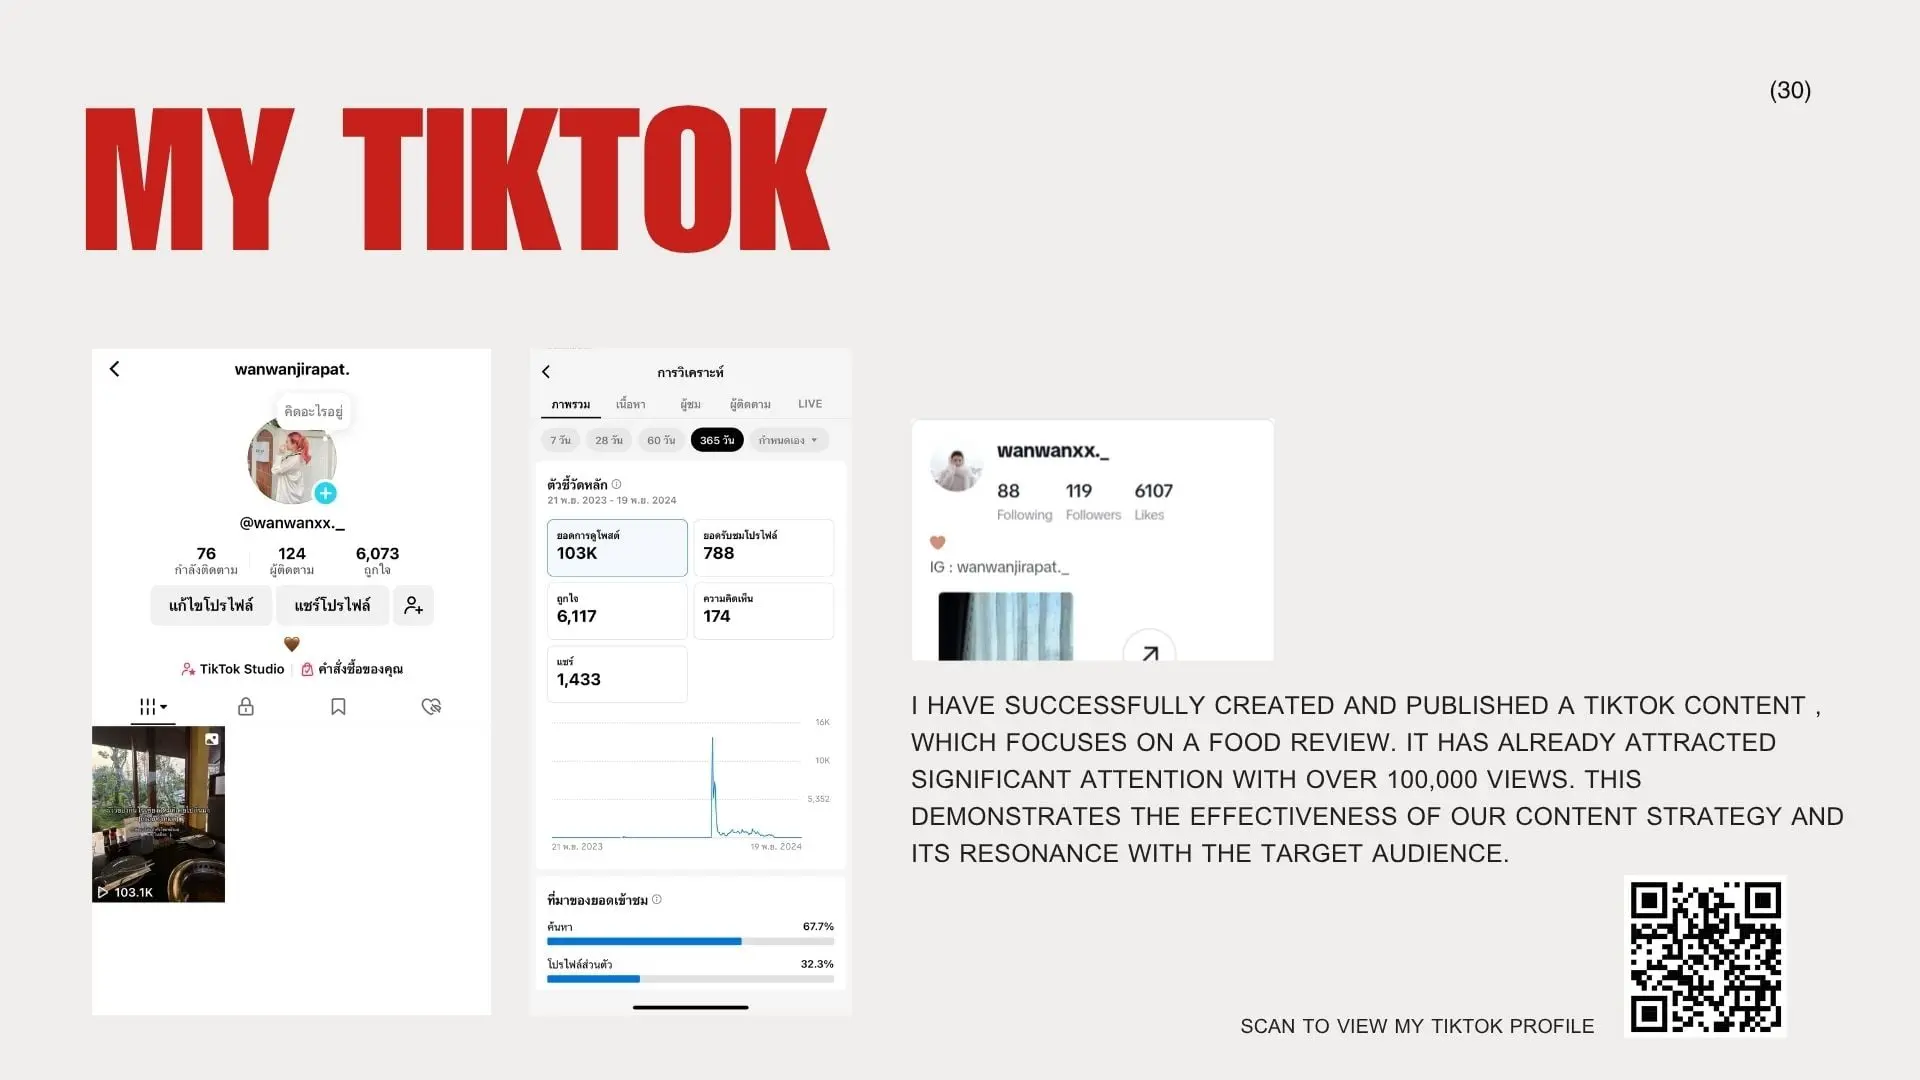 (30)
MY TIKTOK
wanwanjirapat.
คิดอะไรอยู่
@wanwanxx._
76 124 6,073
กำลังติดตาม ผู้ติดตาม ถูกใจ
แก้ไขโปรไฟล์ แชร์โปรไฟล์
TikTok Studio คำสั่งซื้อของคุณ
103.1K
การวิเคราะห์
ภาพรวม เนื้อหา ผู้ชม ผู้ติดตาม LIVE
7 วัน 28 วัน 60 วัน 365 วัน กำหนดเอง
ตัวชี้วัดหลัก
21 พ.ย. 2023 - 19 พ.ย. 2024
ยอดการดูโพสต์ ยอดรับชมโปรไฟล์
103K 788
ถูกใจ ความคิดเห็น
6,117 174
แชร์
1,433
16K
10K
5,352
21 พ.ย. 2023 19 พ.ย. 2024
ที่มาของยอดเข้าชม
ค้นหา 67.7%
โปรไฟล์ส่วนตัว 32.3%
wanwanxx._
88 119 6107
Following Followers Likes
IG : wanwanjirapat._
I HAVE SUCCESSFULLY CREATED AND PUBLISHED A TIKTOK CONTENT ,
WHICH FOCUSES ON A FOOD REVIEW. IT HAS ALREADY ATTRACTED
SIGNIFICANT ATTENTION WITH OVER 100,000 VIEWS. THIS
DEMONSTRATES THE EFFECTIVENESS OF OUR CONTENT STRATEGY AND
ITS RESONANCE WITH THE TARGET AUDIENCE.
SCAN TO VIEW MY TIKTOK PROFILE